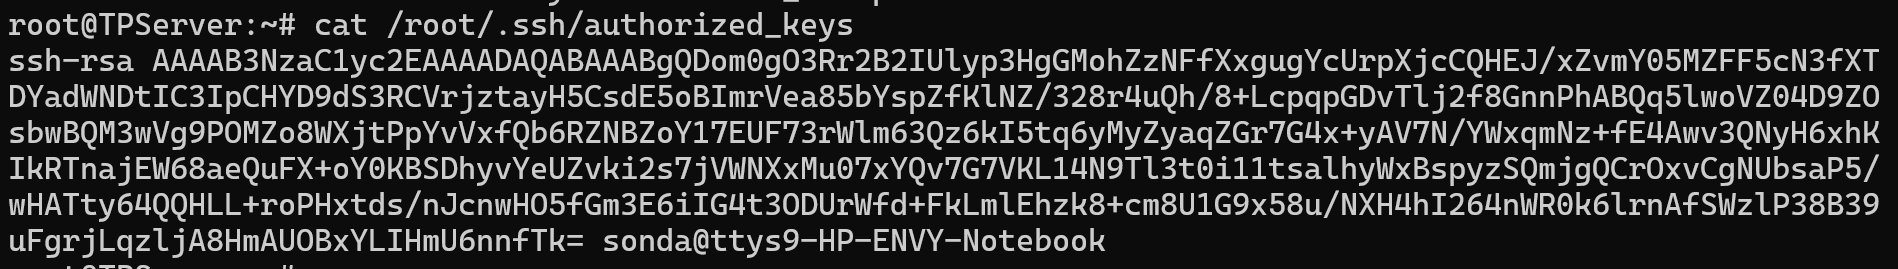 root@TPServer:~# cat /root/.ssh/authorized_keys
ssh-rsa AAAAB3NzaC1yc2EAAAADAQABAAABgQDom0gO3Rr2B2IUlyp3HgGMohZzNFfXxgugYcUrpXjcCQHEJ/xZvmY05MZFF5cN3fXT
DYadWNDtIC3IpCHYD9dS3RCVrjztayH5CsdE5oBImrVea85bYspZfKlNZ/328r4uQh/8+LcpqpGDvTlj2f8GnnPhABQq5lwoVZ04D9ZO
sbwBQM3wVg9POMZo8WXjtPpYvVxfQb6RZNBZoY17EUF73rWlm63Qz6kI5tq6yMyZyaqZGr7G4x+yAV7N/YWxqmNz+fE4Awv3QNyH6xhK
IkRTnajEW68aeQuFX+oY0KBSDhyvYeUZvki2s7jVWNXxMu07xYQv7G7VKL14N9Tl3t0i11tsalhyWxBspyzSQmjgQCrOxvCgNUbsaP5/
wHATty64QQHLL+roPHxtds/nJcnwHO5fGm3E6iIG4t3ODUrWfd+FkLmlEhzk8+cm8U1G9x58u/NXH4hI264nWR0k6lrnAfSWzlP38B39
uFgrjLqzljA8HmAUOBxYLIHmU6nnfTk= sonda@ttys9-HP-ENVY-Notebook